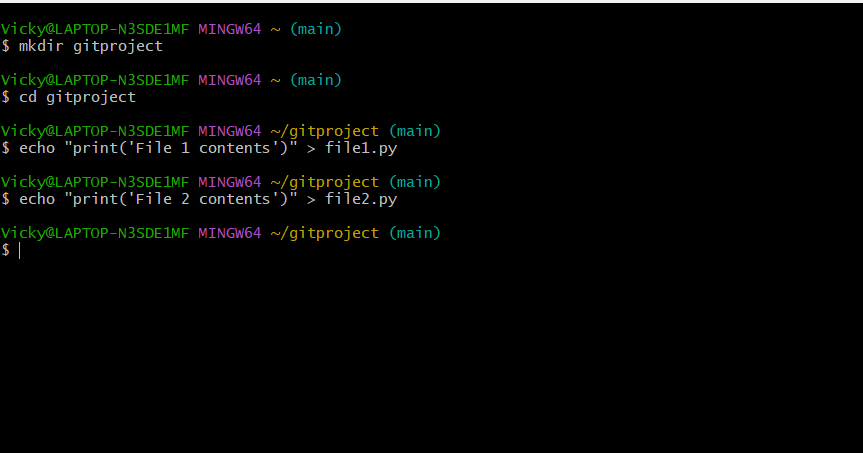 Vicky@LAPTOP-N3SDE1MF MINGW64 ~ (main)
$ mkdir gitproject
Vicky@LAPTOP-N3SDE1MF MINGW64 ~ (main)
$ cd gitproject
Vicky@LAPTOP-N3SDE1MF MINGW64 ~/gitproject (main)
$ echo "print('File 1 contents')" > file1.py
Vicky@LAPTOP-N3SDE1MF MINGW64 ~/gitproject (main)
$ echo "print('File 2 contents')" > file2.py
Vicky@LAPTOP-N3SDE1MF MINGW64 ~/gitproject (main)
$